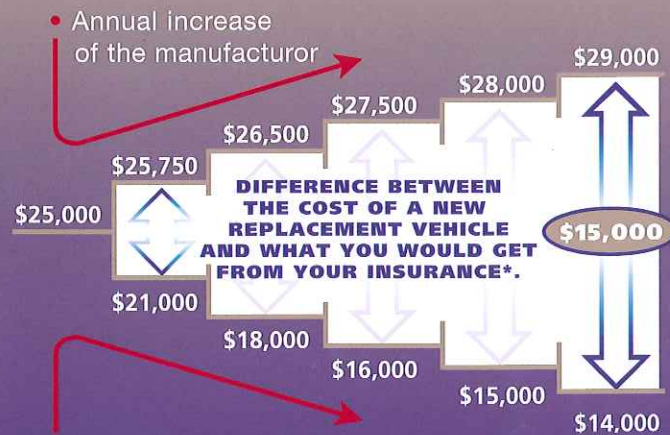 • Annual increase
of the manufacturor
$29,000
$28,000
$27,500
$26,500
$25,750
$25,000
DIFFERENCE BETWEEN
THE COST OF A NEW
REPLACEMENT VEHICLE
AND WHAT YOU WOULD GET
FROM YOUR INSURANCE*.
$15,000
$21,000
$18,000
$16,000
$15,000
$14,000